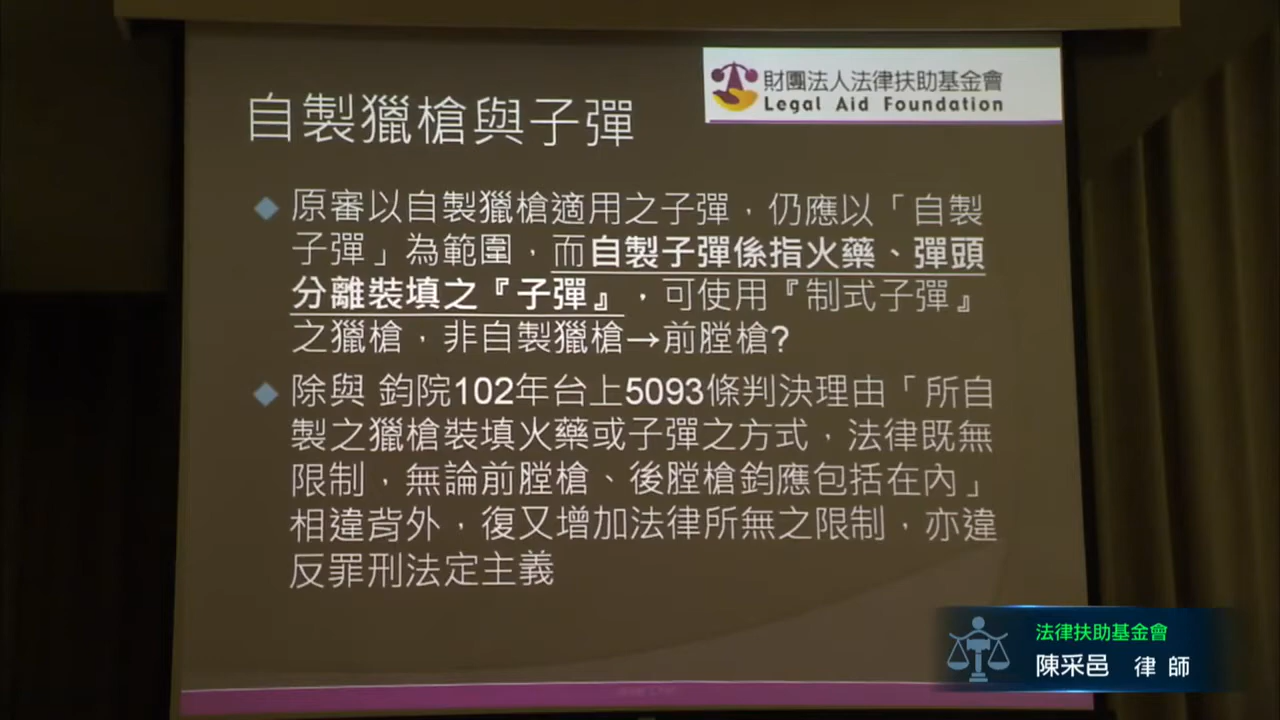 財團法人法律扶助基金會
Legal Aid Foundation
自製獵槍與子彈
原審以自製獵槍適用之子彈，仍應以「自製
子彈」為範圍，而自製子彈係指火藥、彈頭
分離裝填之『子彈』，可使用『制式子彈』
之獵槍，非自製獵槍→前膛槍?
除與 鈞院102年台上5093條判決理由「所自
製之獵槍裝填火藥或子彈之方式，法律既無
限制，無論前膛槍、後膛槍鈞應包括在內」
相違背外，復又增加法律所無之限制，亦違
反罪刑法定主義
法律扶助基金會
陳采邑 律師